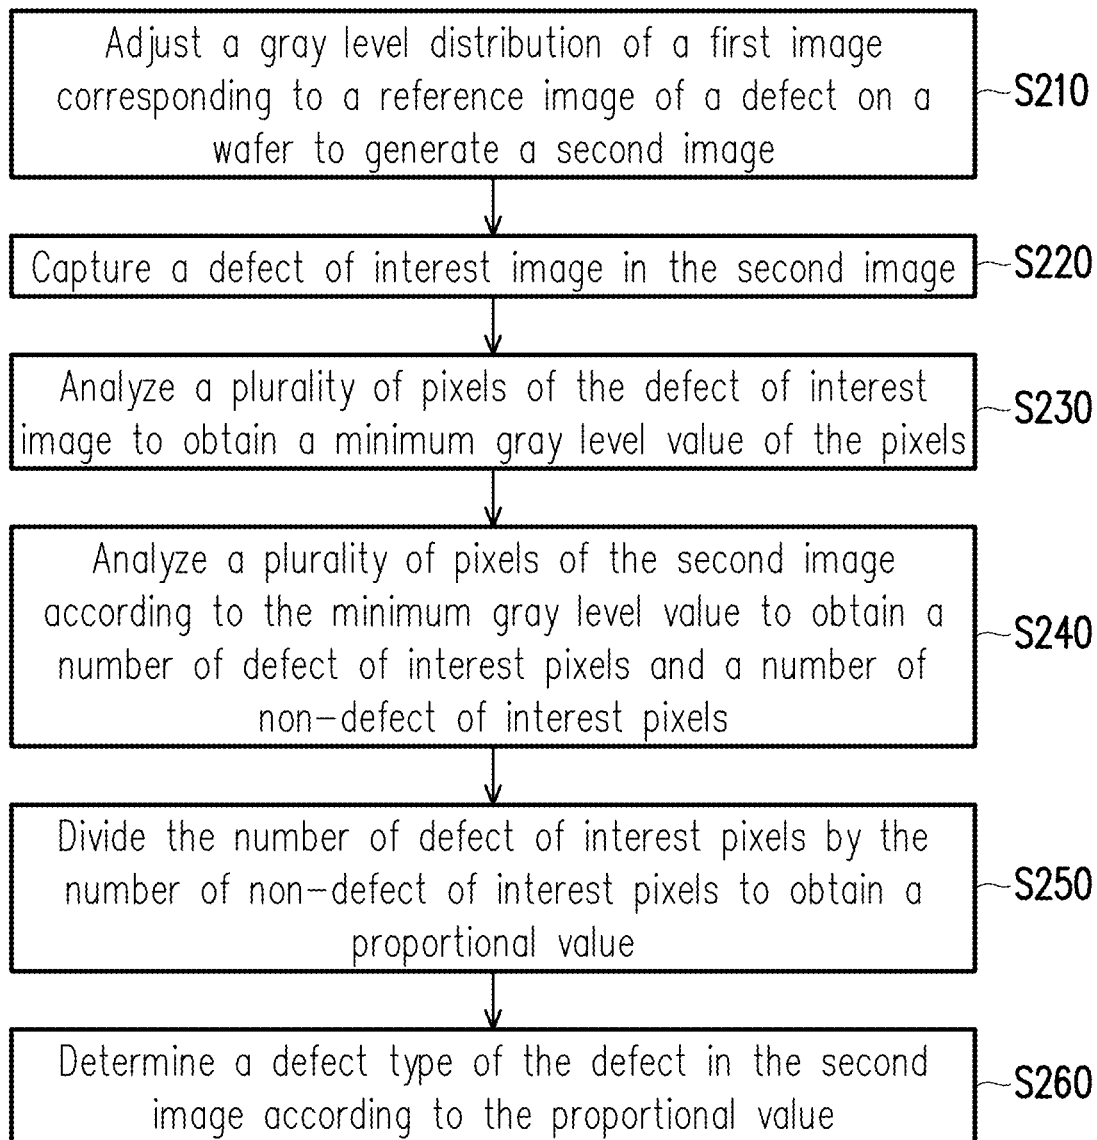 Adjust a gray level distribution of a first image
corresponding to a reference image of a defect on a
wafer to generate a second image
S210
Capture a defect of interest image in the second image
S220
Analyze a plurality of pixels of the defect of interest
image to obtain a minimum gray level value of the pixels
S230
Analyze a plurality of pixels of the second image
according to the minimum gray level value to obtain a
number of defect of interest pixels and a number of
non-defect of interest pixels
S240
Divide the number of defect of interest pixels by the
number of non-defect of interest pixels to obtain a
proportional value
S250
Determine a defect type of the defect in the second
image according to the proportional value
S260